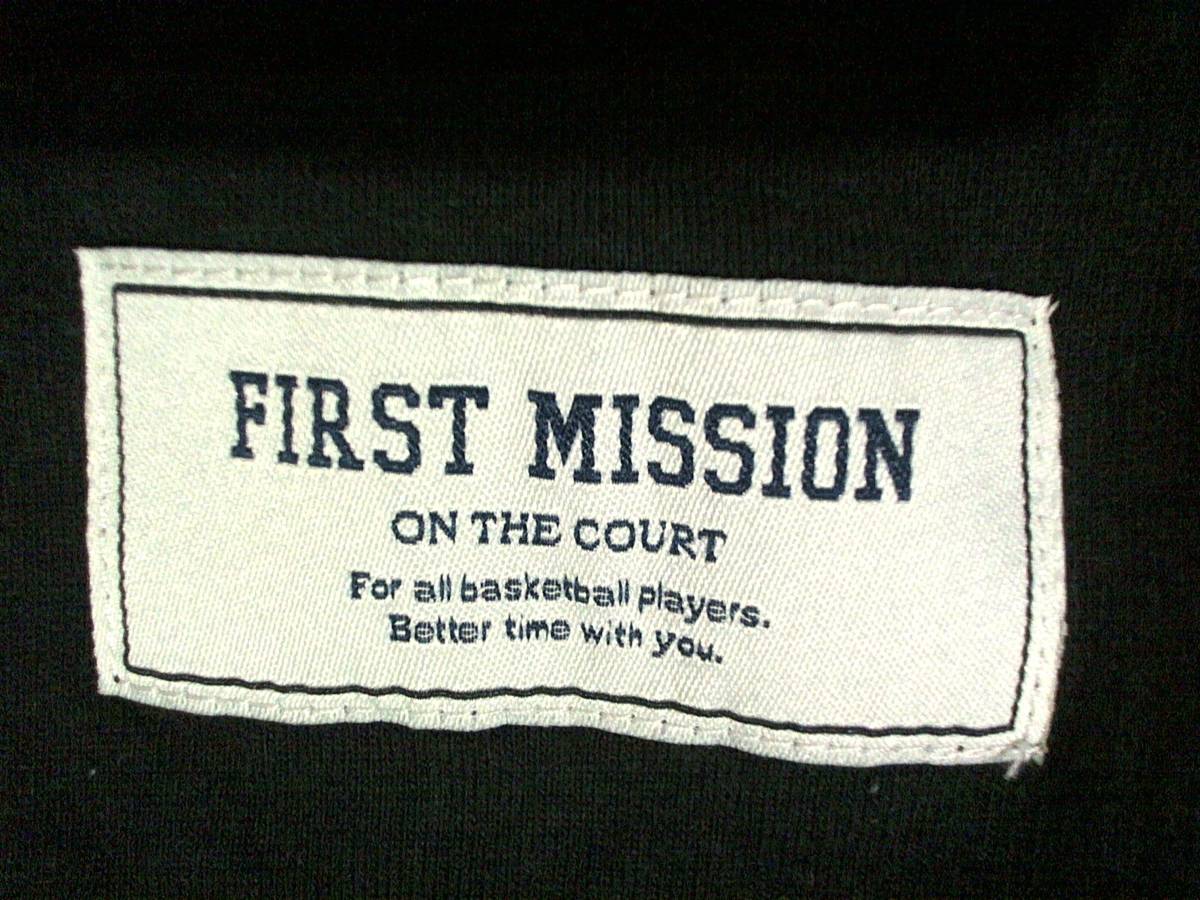 FIRST MISSION
ON THE COURT
For all basketball players.
Better time with you.